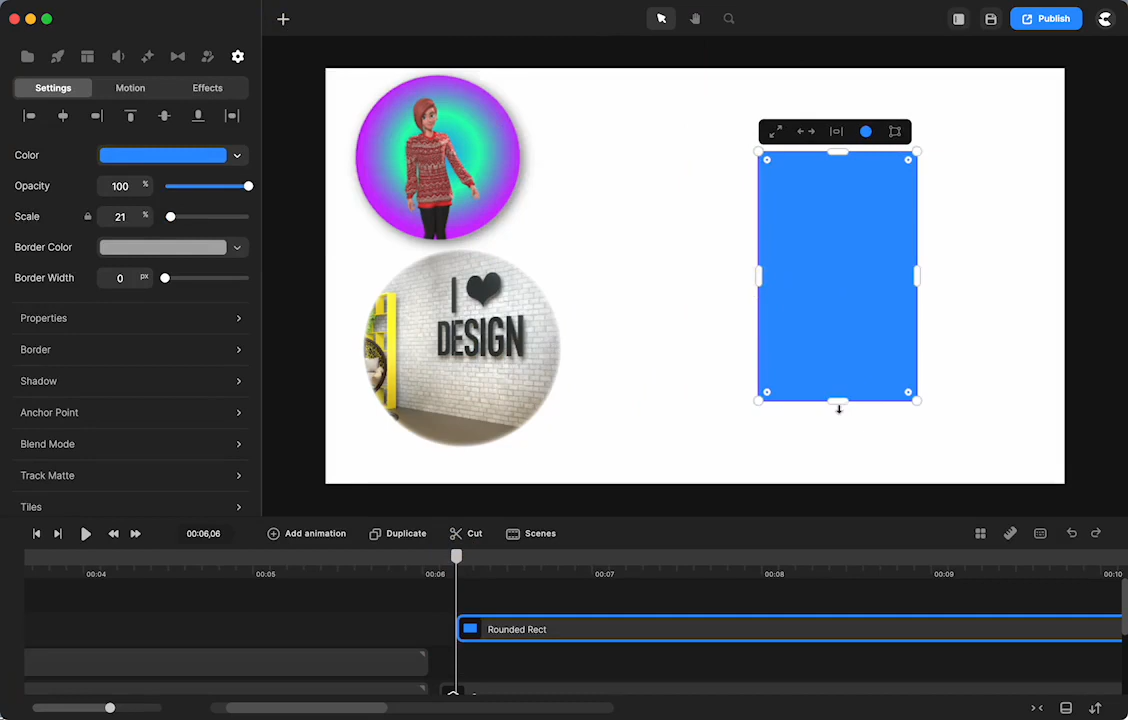 Publish
Settings Motion Effects
Color
Opacity 100 %
Scale 21 %
Border Color
Border Width 0 px
Properties
Border
Shadow
Anchor Point
Blend Mode
Track Matte
Tiles
I
DESIGN
00:06,06 Add animation Duplicate Cut Scenes
00:04 00:05 00:06 00:07 00:08 00:09 00:10
Rounded Rect